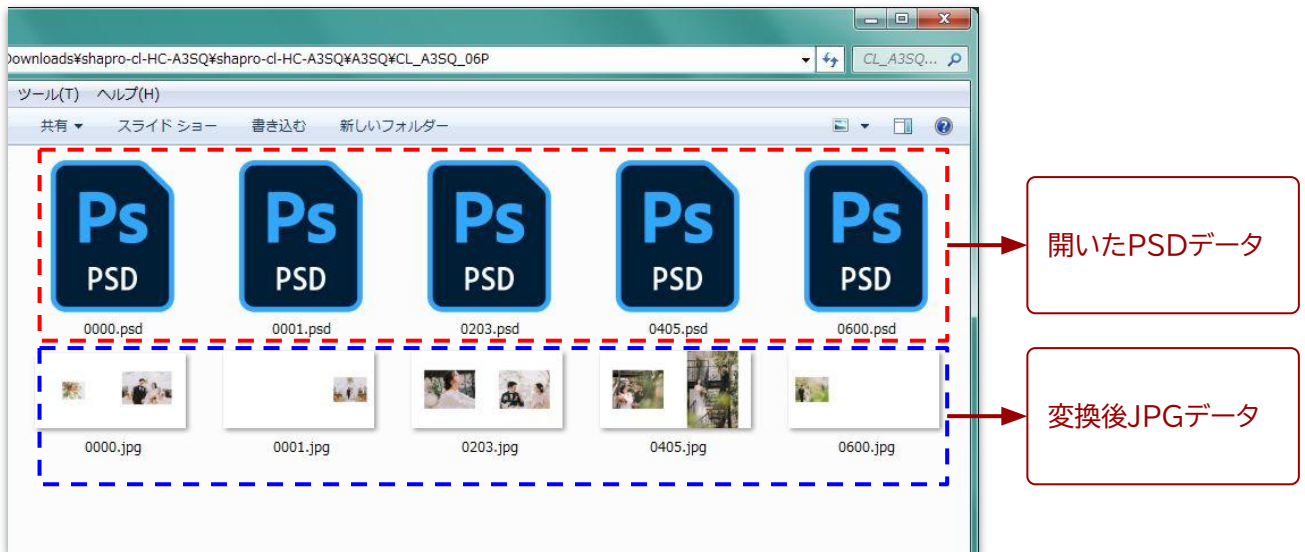 Downloads¥shapro-cl-HC-A3SQ¥shapro-cl-HC-A3SQ¥A3SQ¥CL_A3SQ_06P
CL_A3SQ...
ツール(T) ヘルプ(H)
共有 スライド ショー 書き込む 新しいフォルダー
Ps Ps Ps Ps Ps
PSD PSD PSD PSD PSD
0000.psd 0001.psd 0203.psd 0405.psd 0600.psd
開いたPSDデータ
0000.jpg 0001.jpg 0203.jpg 0405.jpg 0600.jpg
変換後JPGデータ